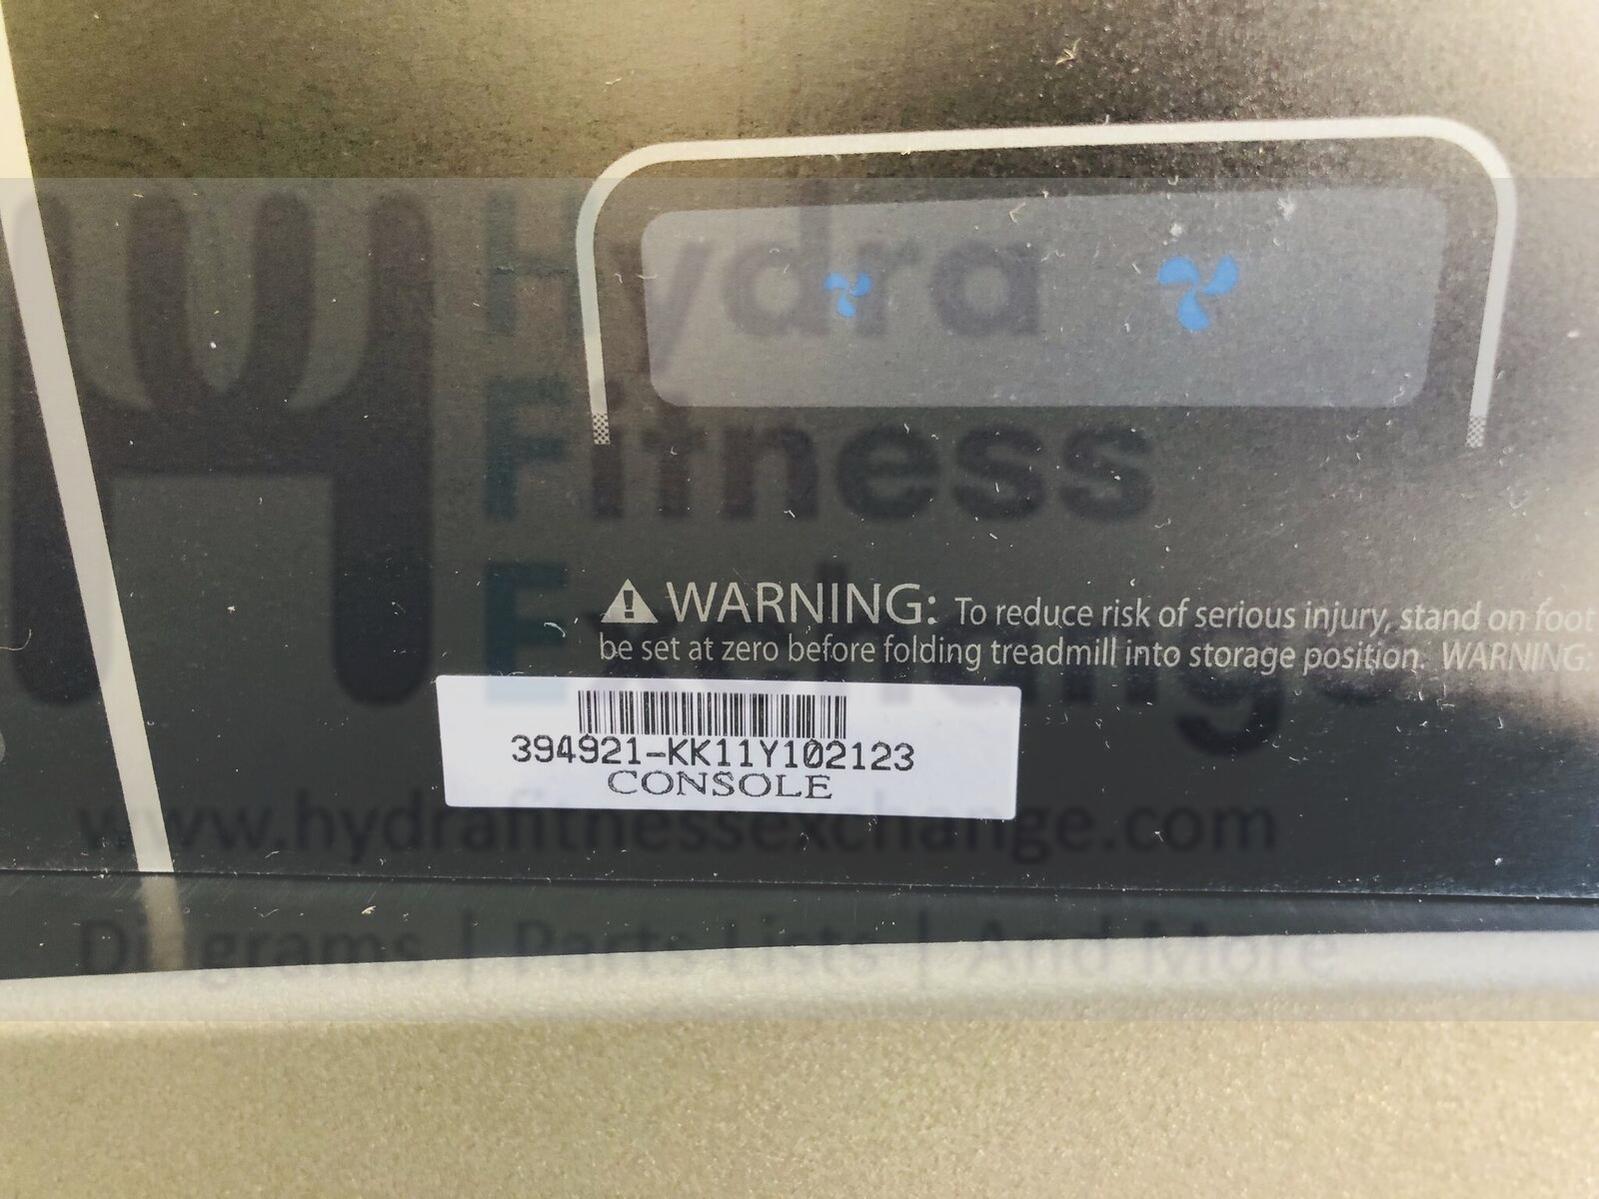 Hydra
Fitness
Exchange
⚠ WARNING: To reduce risk of serious injury, stand on foot
be set at zero before folding treadmill into storage position. WARNING:
394921-KK11Y102123
CONSOLE
www.hydrafitnessexchange.com
Diagrams | Parts Lists | And More